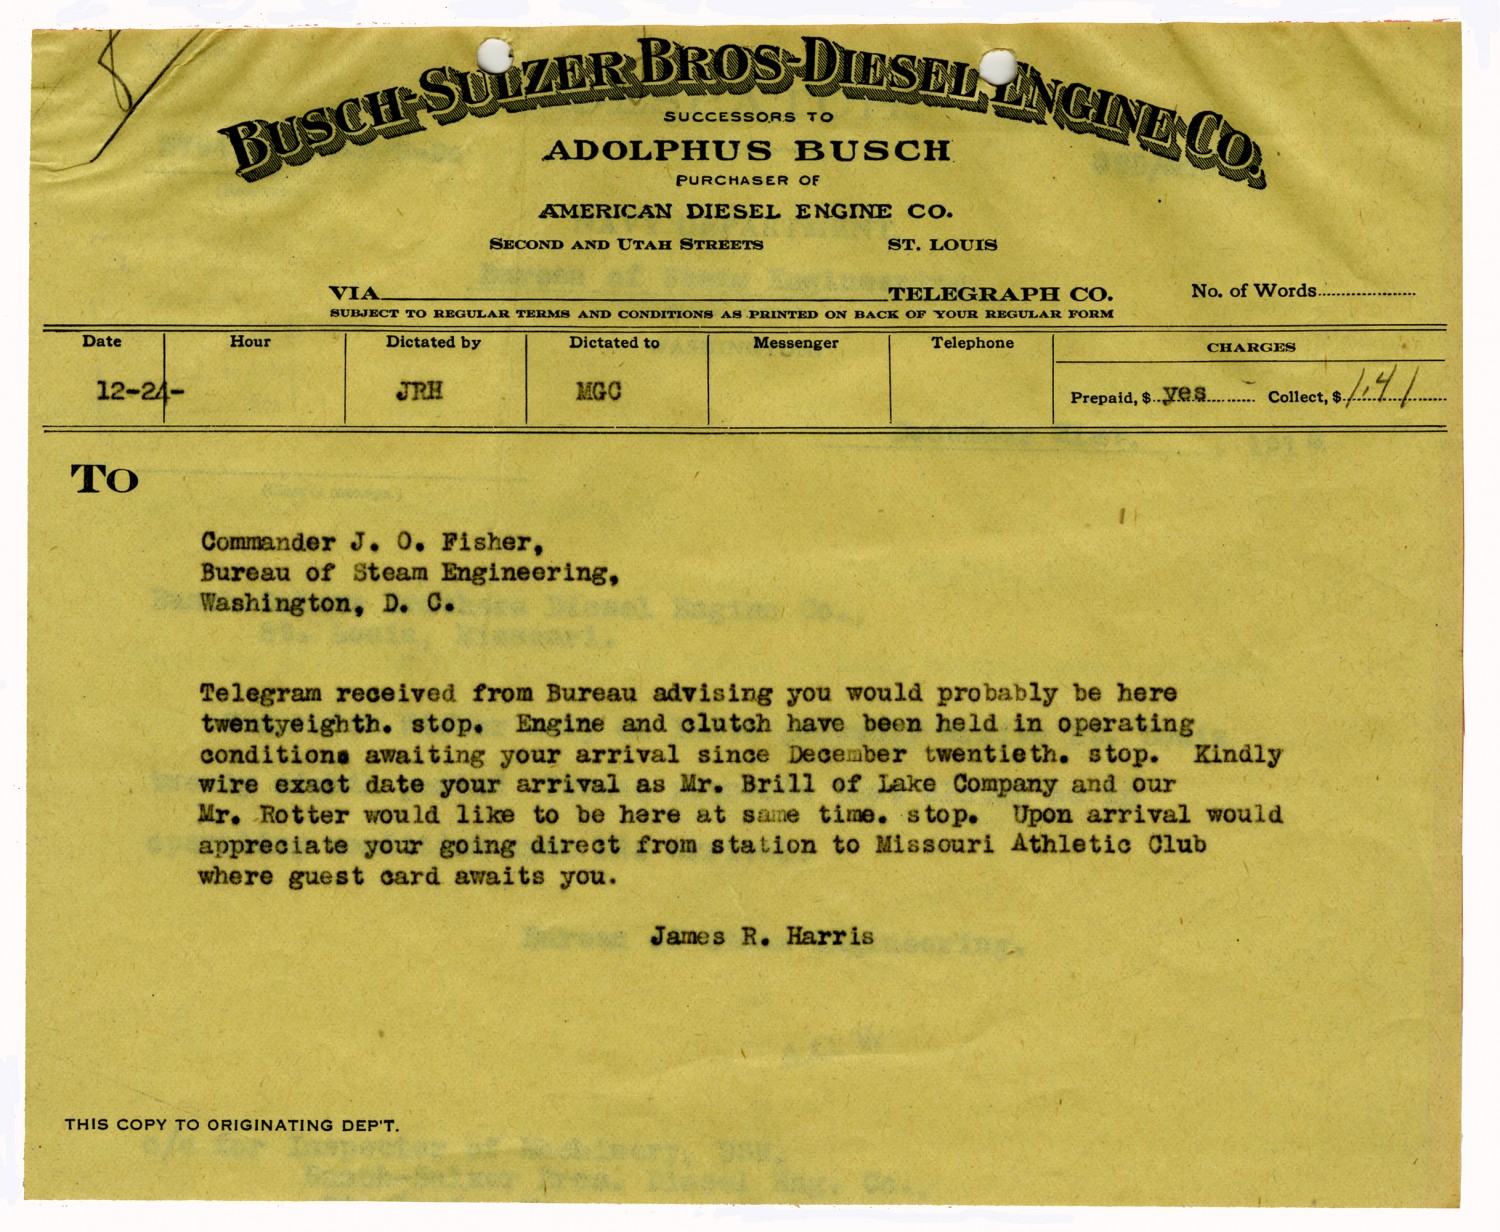 BUSCH-SULZER BROS-DIESEL ENGINE CO.
SUCCESSORS TO
ADOLPHUS BUSCH
PURCHASER OF
AMERICAN DIESEL ENGINE CO.
SECOND AND UTAH STREETS ST. LOUIS
VIA TELEGRAPH CO. No. of Words
SUBJECT TO REGULAR TERMS AND CONDITIONS AS PRINTED ON BACK OF YOUR REGULAR FORM
Date Hour Dictated by Dictated to Messenger Telephone CHARGES
12-24- JRH MGC Prepaid, $ yes Collect, $ 1.41
TO
Commander J. O. Fisher,
Bureau of Steam Engineering,
Washington, D. C.
Telegram received from Bureau advising you would probably be here
twentyeighth. stop. Engine and clutch have been held in operating
conditions awaiting your arrival since December twentieth. stop. Kindly
wire exact date your arrival as Mr. Brill of Lake Company and our
Mr. Rotter would like to be here at same time. stop. Upon arrival would
appreciate your going direct from station to Missouri Athletic Club
where guest card awaits you.
James R. Harris
THIS COPY TO ORIGINATING DEP'T.